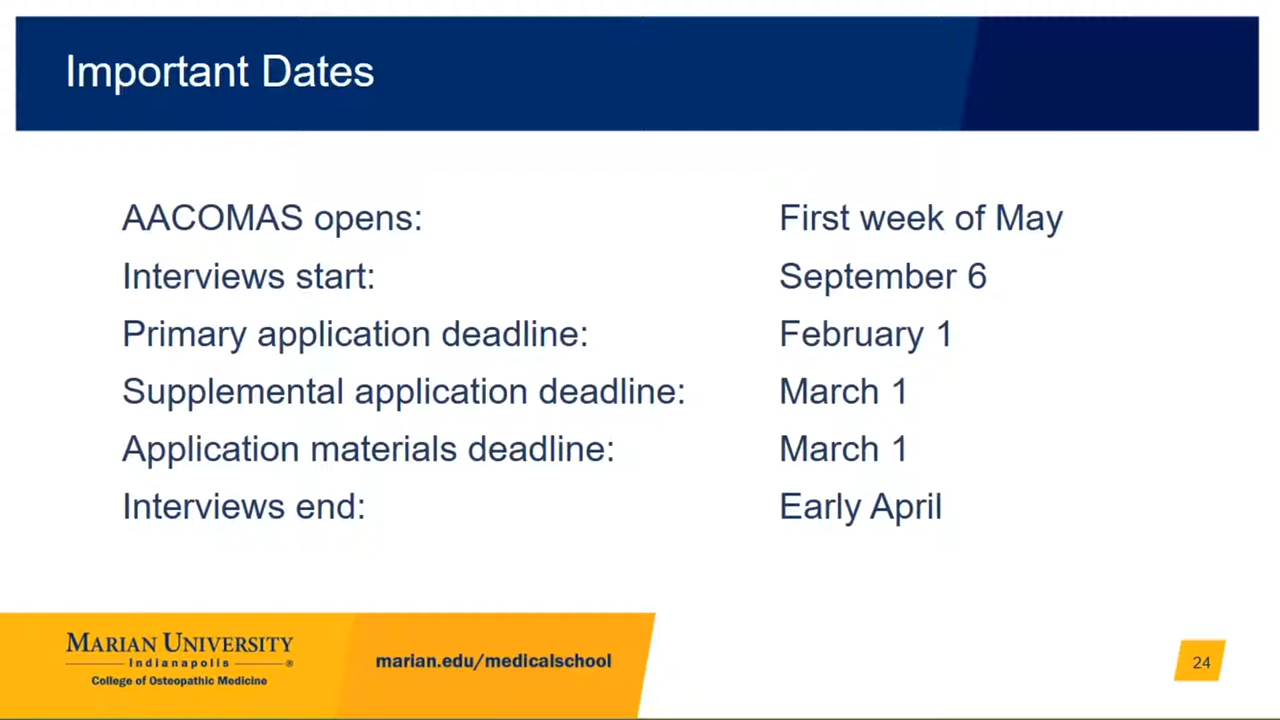 Important Dates
AACOMAS opens: First week of May
Interviews start: September 6
Primary application deadline: February 1
Supplemental application deadline: March 1
Application materials deadline: March 1
Interviews end: Early April
MARIAN UNIVERSITY
Indianapolis ®
College of Osteopathic Medicine
marian.edu/medicalschool
24